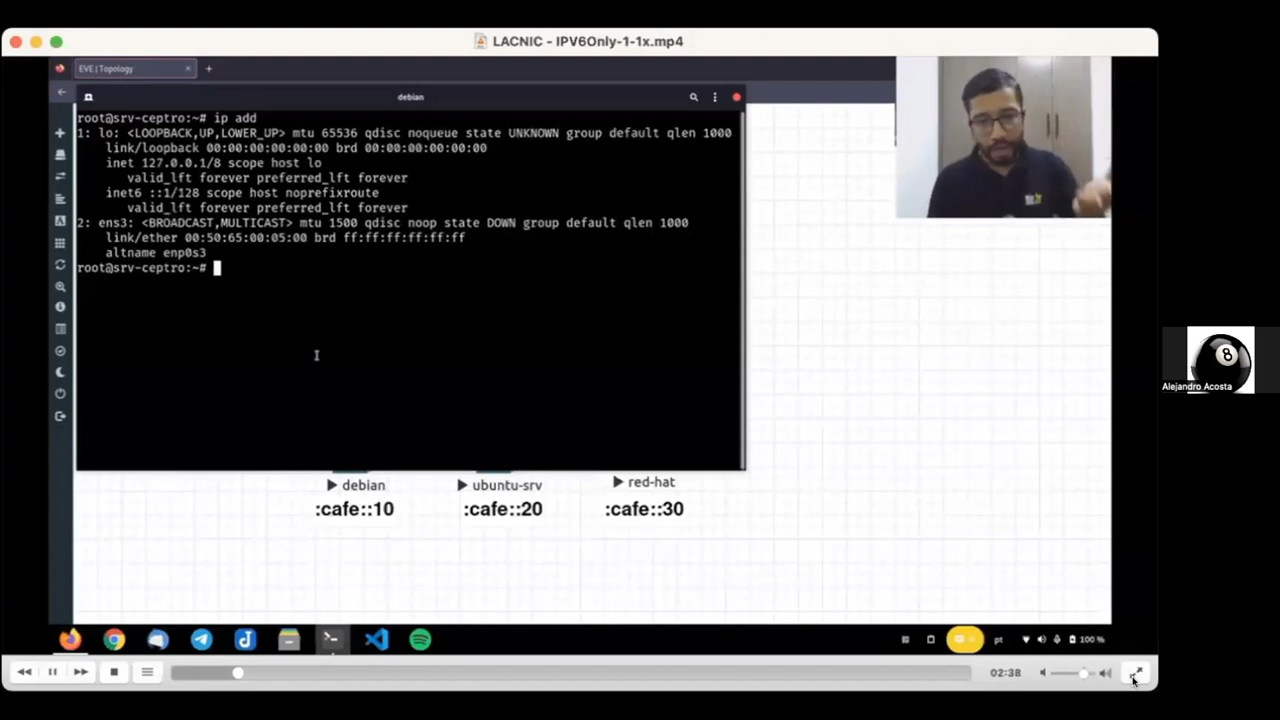 LACNIC - IPV6Only-1-1x.mp4
EVE | Topology
debian
root@srv-ceptro:~# ip add
1: lo: <LOOPBACK,UP,LOWER_UP> mtu 65536 qdisc noqueue state UNKNOWN group default qlen 1000
link/loopback 00:00:00:00:00:00 brd 00:00:00:00:00:00
inet 127.0.0.1/8 scope host lo
valid_lft forever preferred_lft forever
inet6 ::1/128 scope host noprefixroute
valid_lft forever preferred_lft forever
2: ens3: <BROADCAST,MULTICAST> mtu 1500 qdisc noop state DOWN group default qlen 1000
link/ether 00:50:65:00:05:00 brd ff:ff:ff:ff:ff:ff
altname enp0s3
root@srv-ceptro:~#
8
Alejandro Acosta
debian ubuntu-srv red-hat
:cafe::10 :cafe::20 :cafe::30
pt 100 %
02:38